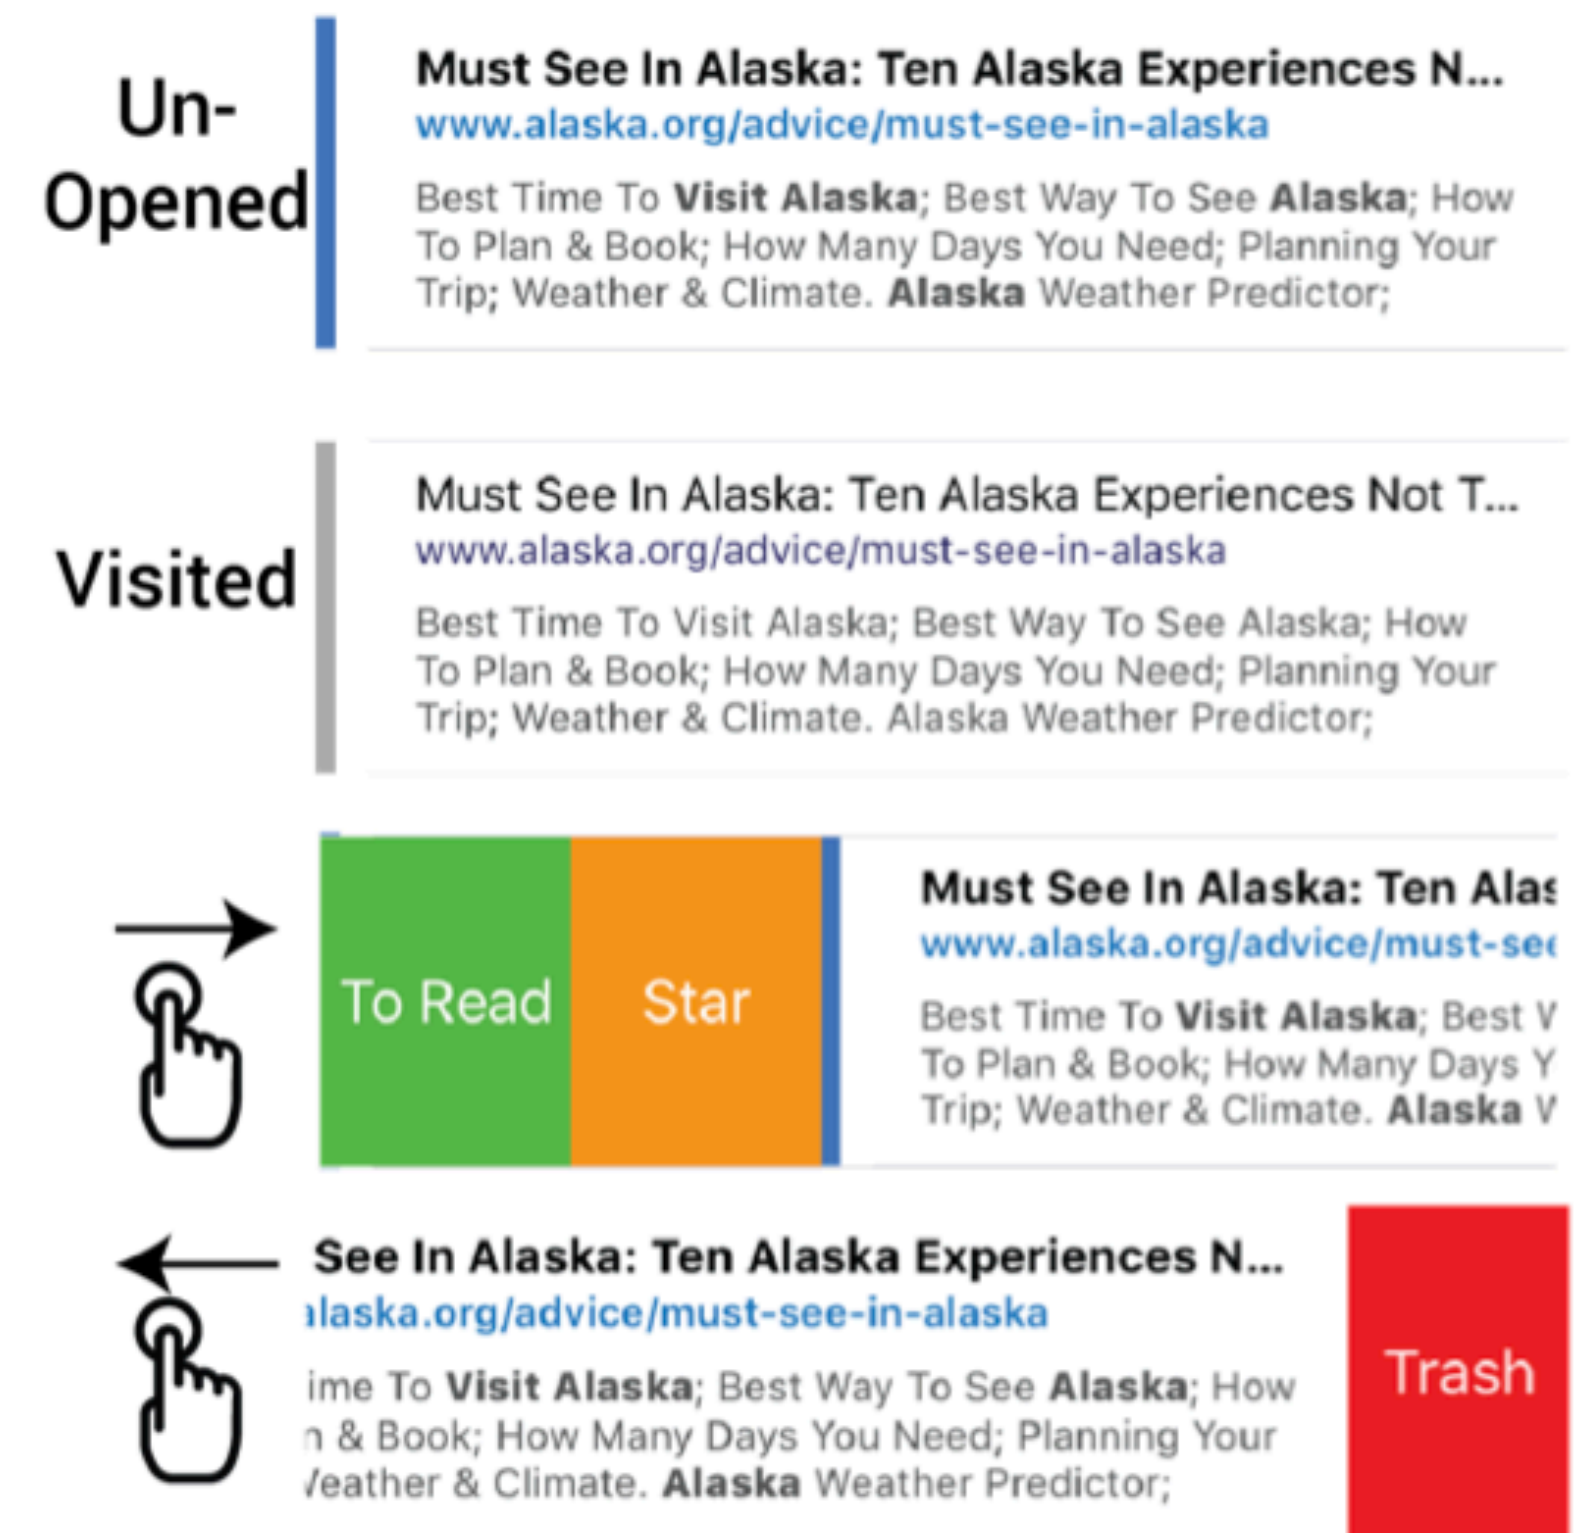 Un-
Opened
Must See In Alaska: Ten Alaska Experiences N...
www.alaska.org/advice/must-see-in-alaska
Best Time To Visit Alaska; Best Way To See Alaska; How
To Plan & Book; How Many Days You Need; Planning Your
Trip; Weather & Climate. Alaska Weather Predictor;
Visited
Must See In Alaska: Ten Alaska Experiences Not T...
www.alaska.org/advice/must-see-in-alaska
Best Time To Visit Alaska; Best Way To See Alaska; How
To Plan & Book; How Many Days You Need; Planning Your
Trip; Weather & Climate. Alaska Weather Predictor;
To Read
Star
Must See In Alaska: Ten Alas
www.alaska.org/advice/must-see
Best Time To Visit Alaska; Best W
To Plan & Book; How Many Days Y
Trip; Weather & Climate. Alaska W
See In Alaska: Ten Alaska Experiences N...
alaska.org/advice/must-see-in-alaska
ime To Visit Alaska; Best Way To See Alaska; How
n & Book; How Many Days You Need; Planning Your
Weather & Climate. Alaska Weather Predictor;
Trash